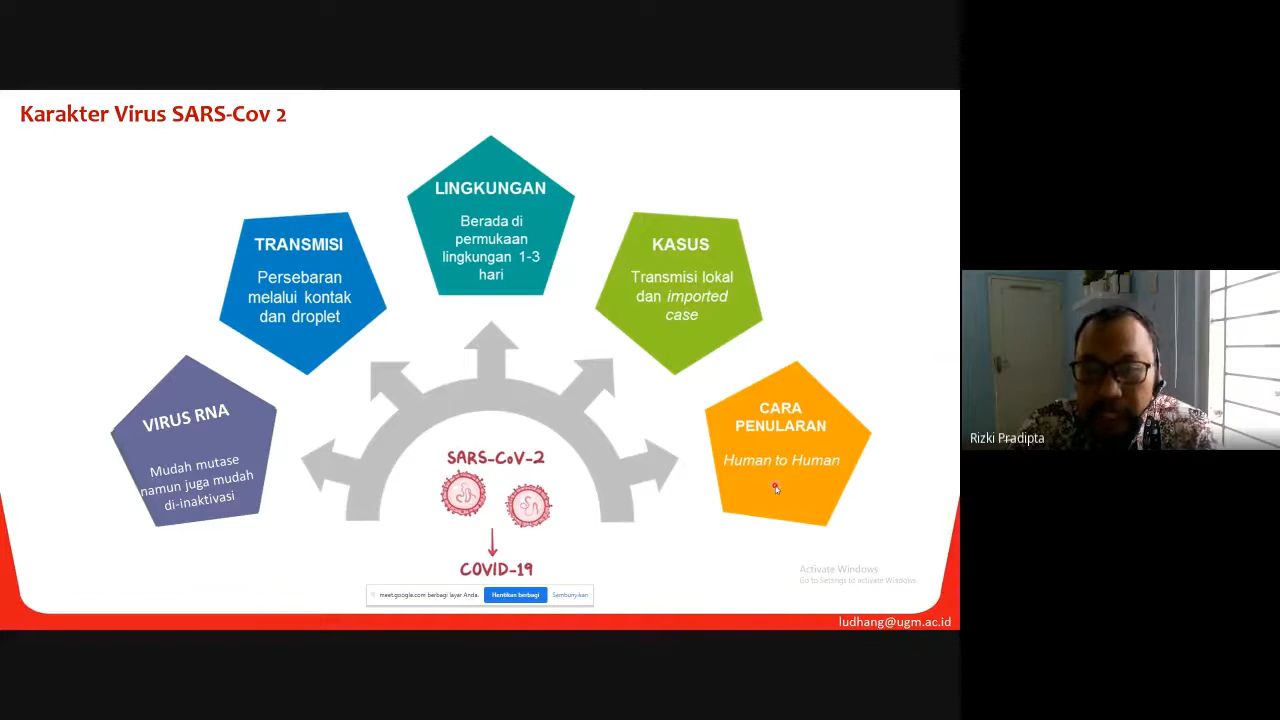 Karakter Virus SARS-Cov 2
VIRUS RNA
Mudah mutase
namun juga mudah
di-inaktivasi
TRANSMISI
Persebaran
melalui kontak
dan droplet
LINGKUNGAN
Berada di
permukaan
lingkungan 1-3
hari
KASUS
Transmisi lokal
dan imported
case
CARA
PENULARAN
Human to Human
SARS-CoV-2
COVID-19
Activate Windows
Go to Settings to activate Windows.
meet.google.com berbagi layar Anda.
Hentikan berbagi
Sembunyikan
ludhang@ugm.ac.id
Rizki Pradipta